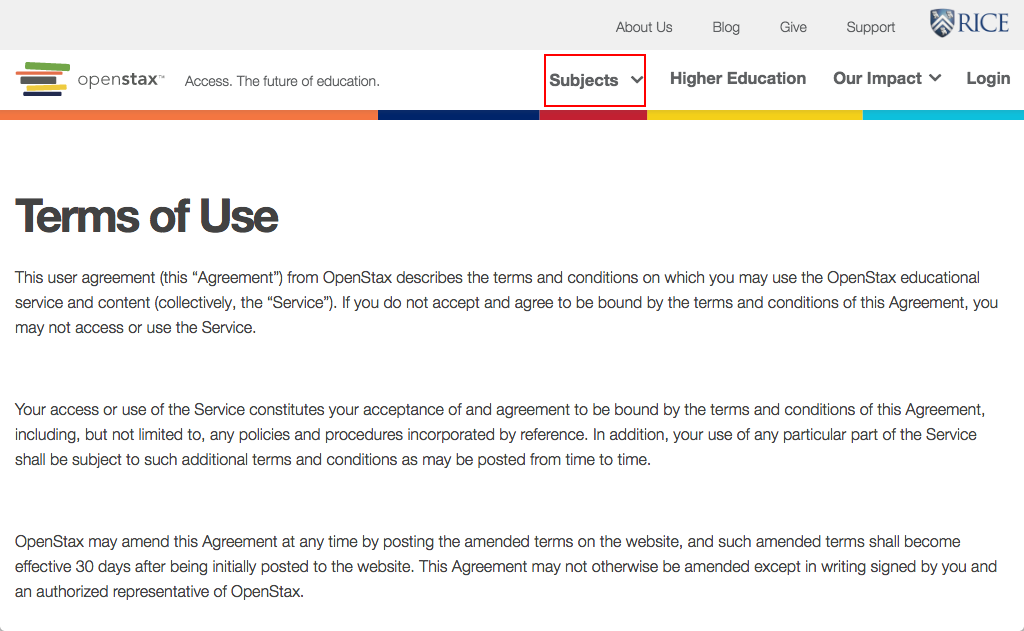 About Us Blog Give Support RICE
openstax™ Access. The future of education. Subjects Higher Education Our Impact Login
Terms of Use
This user agreement (this “Agreement”) from OpenStax describes the terms and conditions on which you may use the OpenStax educational
service and content (collectively, the “Service”). If you do not accept and agree to be bound by the terms and conditions of this Agreement, you
may not access or use the Service.
Your access or use of the Service constitutes your acceptance of and agreement to be bound by the terms and conditions of this Agreement,
including, but not limited to, any policies and procedures incorporated by reference. In addition, your use of any particular part of the Service
shall be subject to such additional terms and conditions as may be posted from time to time.
OpenStax may amend this Agreement at any time by posting the amended terms on the website, and such amended terms shall become
effective 30 days after being initially posted to the website. This Agreement may not otherwise be amended except in writing signed by you and
an authorized representative of OpenStax.